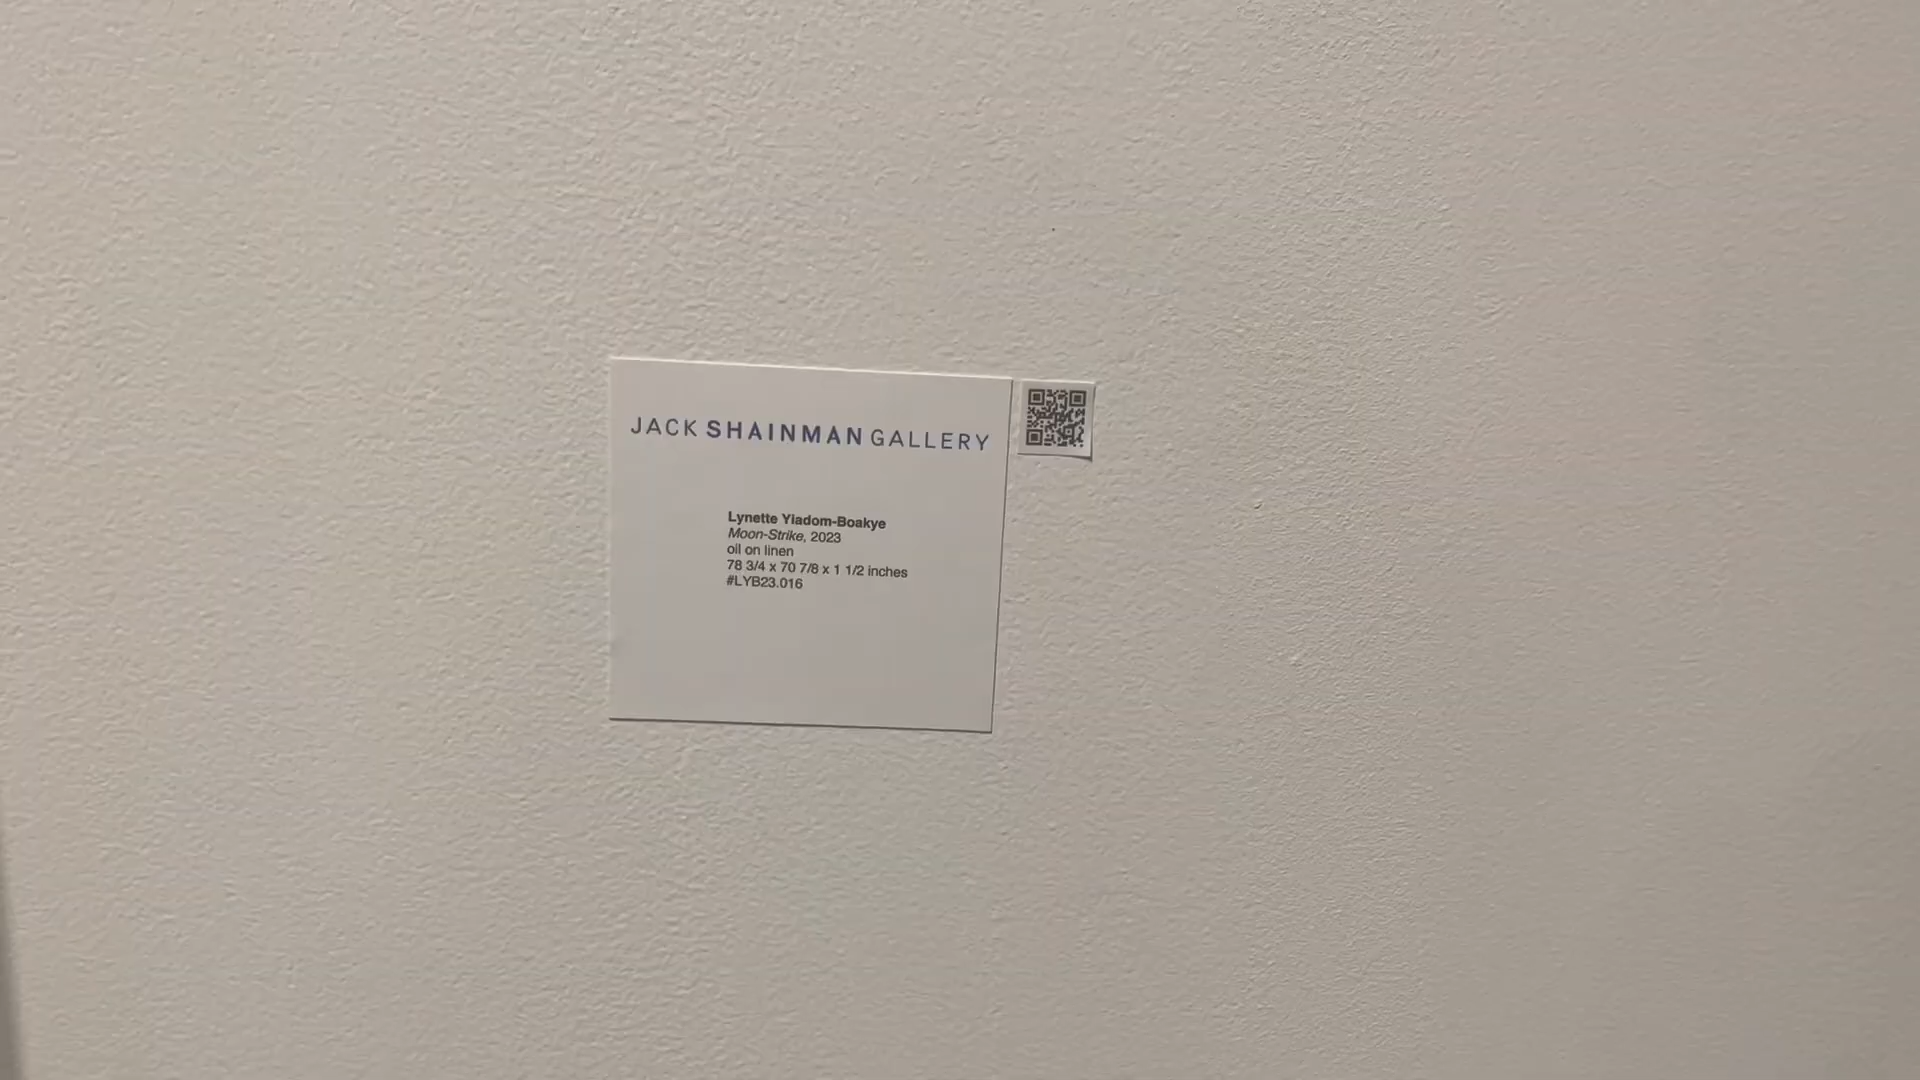 JACK SHAINMAN GALLERY
Lynette Yiadom-Boakye
Moon-Strike, 2023
oil on linen
78 3/4 x 70 7/8 x 1 1/2 inches
#LYB23.016